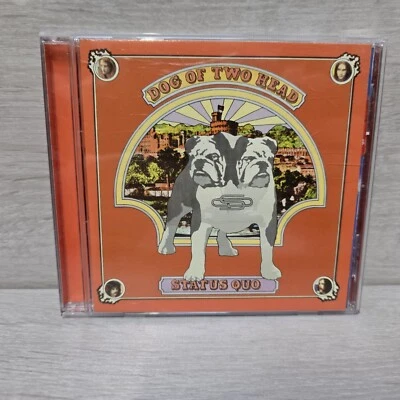 DOG OF TWO HEAD
STATUS QUO